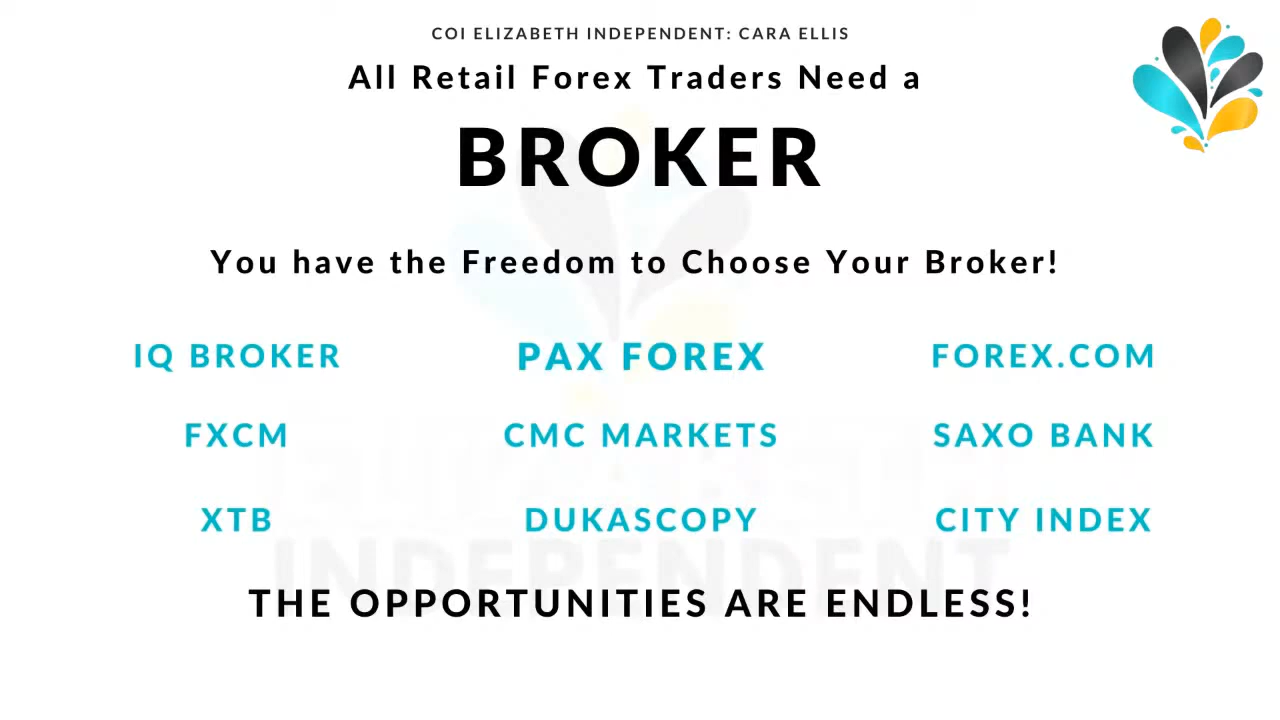 COI ELIZABETH INDEPENDENT: CARA ELLIS
All Retail Forex Traders Need a
BROKER
You have the Freedom to Choose Your Broker!
IQ BROKER PAX FOREX FOREX.COM
FXCM CMC MARKETS SAXO BANK
XTB DUKASCOPY CITY INDEX
INDEPENDENT
THE OPPORTUNITIES ARE ENDLESS!